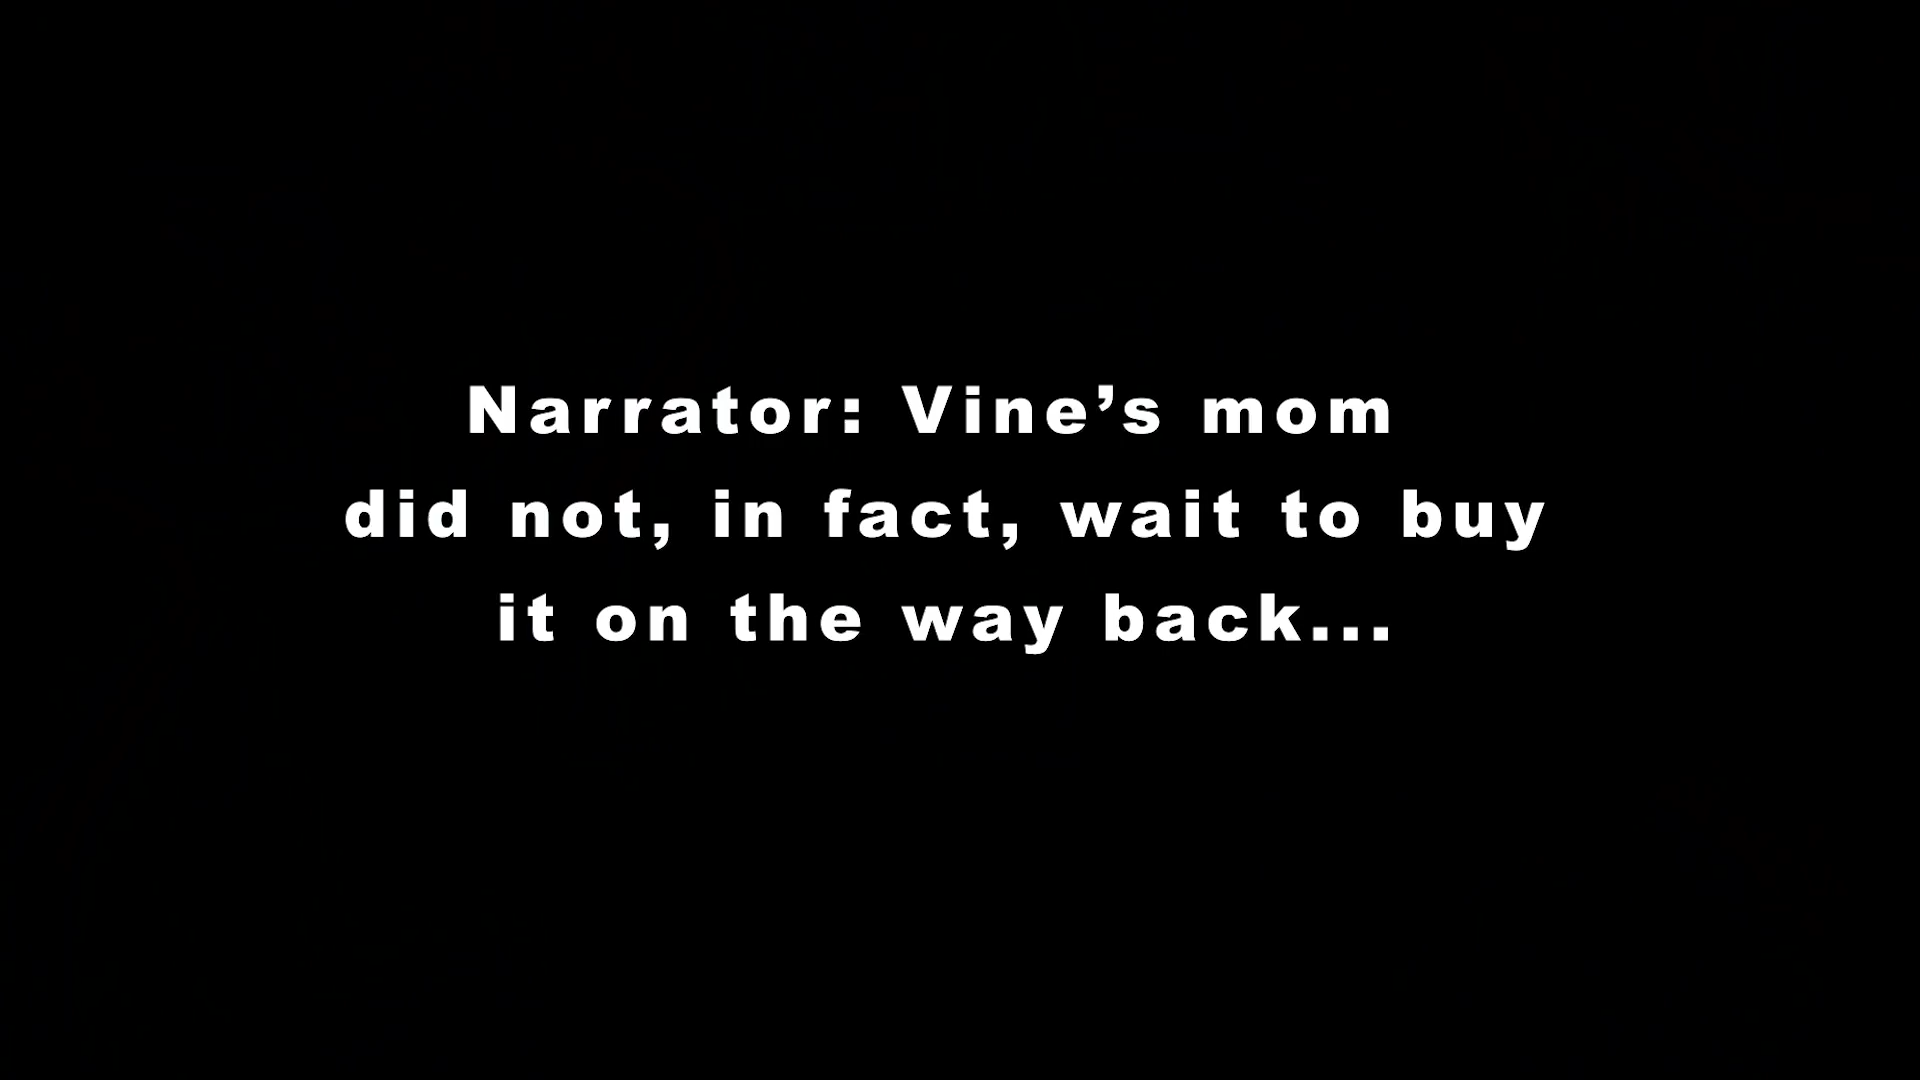 Narrator: Vine’s mom
did not, in fact, wait to buy
it on the way back...